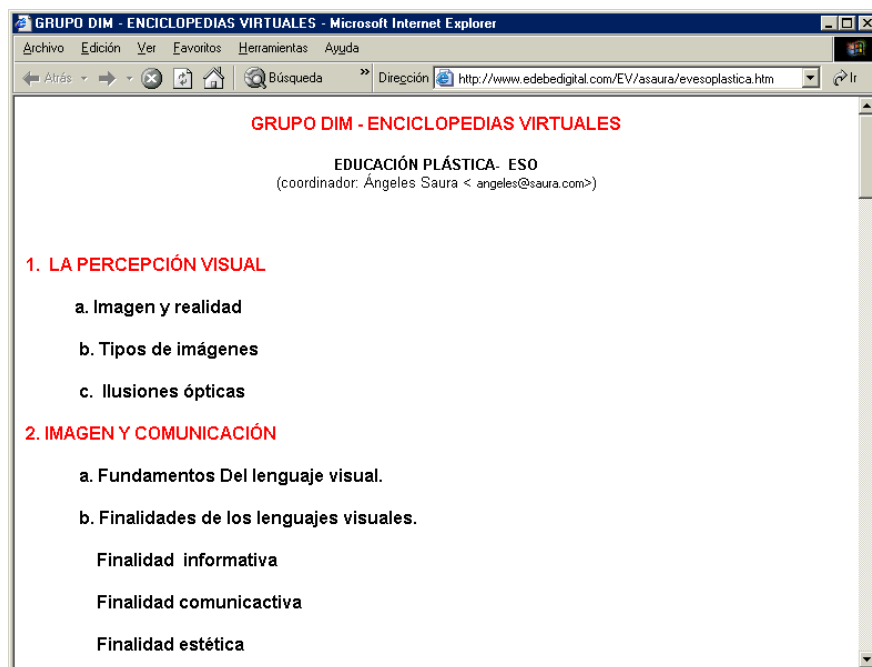 GRUPO DIM - ENCICLOPEDIAS VIRTUALES - Microsoft Internet Explorer
Archivo Edición Ver Favoritos Herramientas Ayuda
Atrás Búsqueda » Dirección http://www.edebedigital.com/EV/asaura/evesoplastica.htm Ir
GRUPO DIM - ENCICLOPEDIAS VIRTUALES
EDUCACIÓN PLÁSTICA- ESO
(coordinador: Ángeles Saura < angeles@saura.com>)
1. LA PERCEPCIÓN VISUAL
a. Imagen y realidad
b. Tipos de imágenes
c. Ilusiones ópticas
2. IMAGEN Y COMUNICACIÓN
a. Fundamentos Del lenguaje visual.
b. Finalidades de los lenguajes visuales.
Finalidad informativa
Finalidad comunicactiva
Finalidad estética